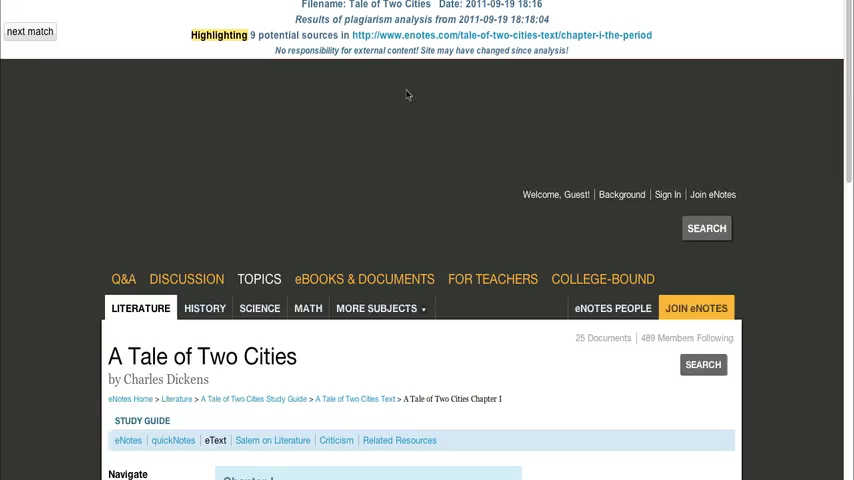 Filename: Tale of Two Cities Date: 2011-09-19 18:16
Results of plagiarism analysis from 2011-09-19 18:18:04
next match
Highlighting 9 potential sources in http://www.enotes.com/tale-of-two-cities-text/chapter-i-the-period
No responsibility for external content! Site may have changed since analysis!
Welcome, Guest! | Background | Sign In | Join eNotes
SEARCH
Q&A DISCUSSION TOPICS eBOOKS & DOCUMENTS FOR TEACHERS COLLEGE-BOUND
LITERATURE HISTORY SCIENCE MATH MORE SUBJECTS eNOTES PEOPLE JOIN eNOTES
25 Documents | 489 Members Following
A Tale of Two Cities
SEARCH
by Charles Dickens
eNotes Home > Literature > A Tale of Two Cities Study Guide > A Tale of Two Cities Text > A Tale of Two Cities Chapter I
STUDY GUIDE
eNotes | quickNotes | eText | Salem on Literature | Criticism | Related Resources
Navigate
Chapter I